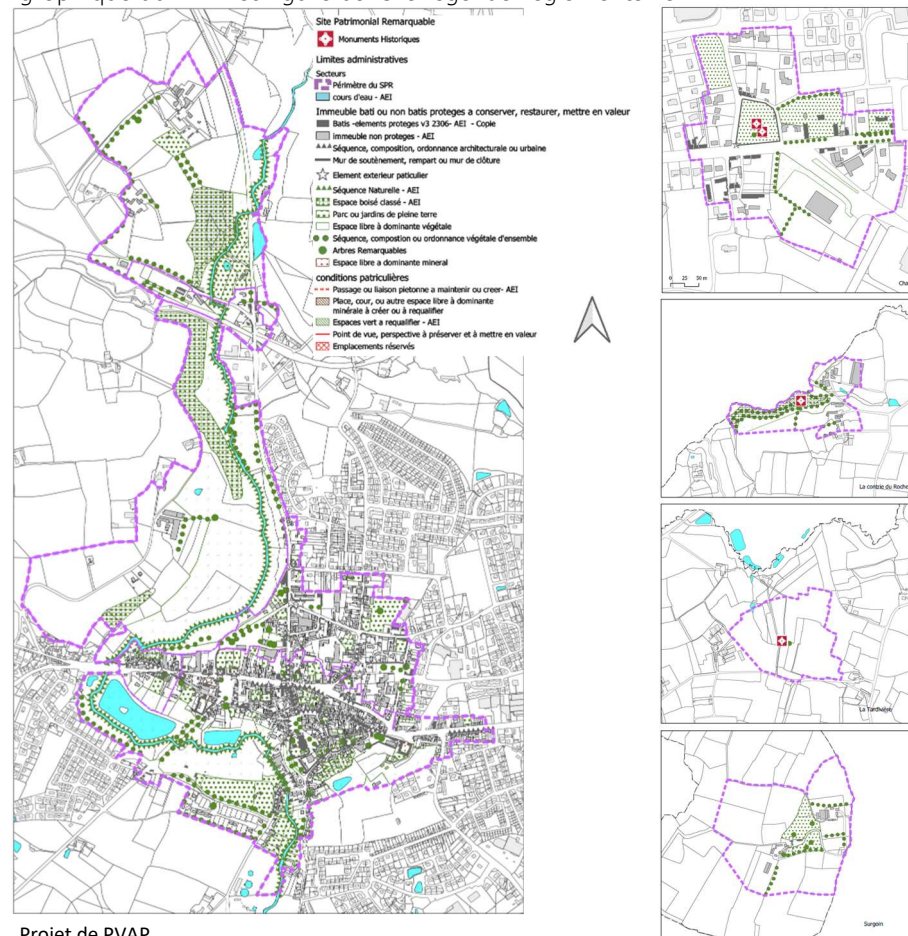 Site Patrimonial Remarquable
Monuments Historiques
Limites administratives
Secteurs
Périmètre du SPR
cours d'eau - AEI
Immeuble bati ou non batis proteges a conserver, restaurer, mettre en valeur
Batis -elements proteges v3 2306- AEI - Copie
immeuble non proteges - AEI
Séquence, composition, ordonnance architecturale ou urbaine
Mur de soutènement, rempart ou mur de clôture
Element exterieur paticulier
Séquence Naturelle - AEI
Espace boisé classé - AEI
Parc ou jardins de pleine terre
Espace libre à dominante végétale
Séquence, compostion ou ordonnance végétale d'ensemble
Arbres Remarquables
Espace libre a dominante mineral
conditions patriculières
Passage ou liaison pietonne a maintenir ou creer- AEI
Place, cour, ou autre espace libre à dominante
minérale à créer ou à requalifier
Espaces vert a requalifier - AEI
Point de vue, perspective à préserver et à mettre en valeur
Emplacements réservés
0 25 50 m
Cha
La contrie du Roche
La Tardivière
Surgoin
Projet de PVAP